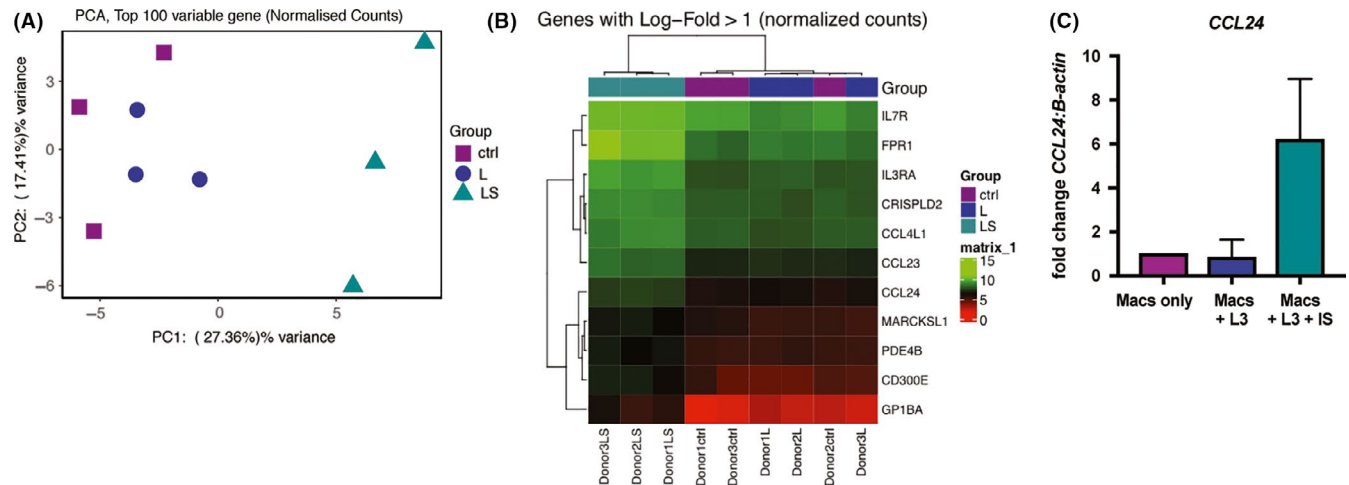 (A)
PCA, Top 100 variable gene (Normalised Counts)
PC2: ( 17.41%)% variance
3
0
−3
−6
−5
0
5
PC1: ( 27.36%)% variance
Group
ctrl
L
LS
(B)
Genes with Log−Fold > 1 (normalized counts)
Group
IL7R
FPR1
IL3RA
CRISPLD2
CCL4L1
CCL23
CCL24
MARCKSL1
PDE4B
CD300E
GP1BA
Donor3LS
Donor2LS
Donor1LS
Donor1ctrl
Donor3ctrl
Donor1L
Donor2L
Donor2ctrl
Donor3L
Group
ctrl
L
LS
matrix_1
15
10
5
0
(C)
CCL24
fold change CCL24:B-actin
10
8
6
4
2
0
Macs only
Macs
+ L3
Macs
+ L3 + IS